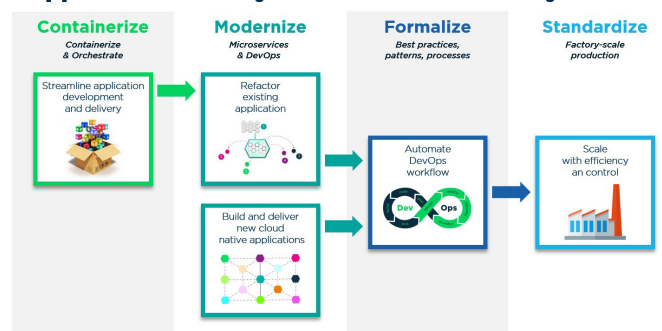 Containerize
Containerize
& Orchestrate
Streamline application
development
and delivery
Modernize
Microservices
& DevOps
Refactor
existing
application
Build and deliver
new cloud
native applications
Formalize
Best practices,
patterns, processes
Automate
DevOps
workflow
Dev
Ops
Standardize
Factory-scale
production
Scale
with efficiency
an control